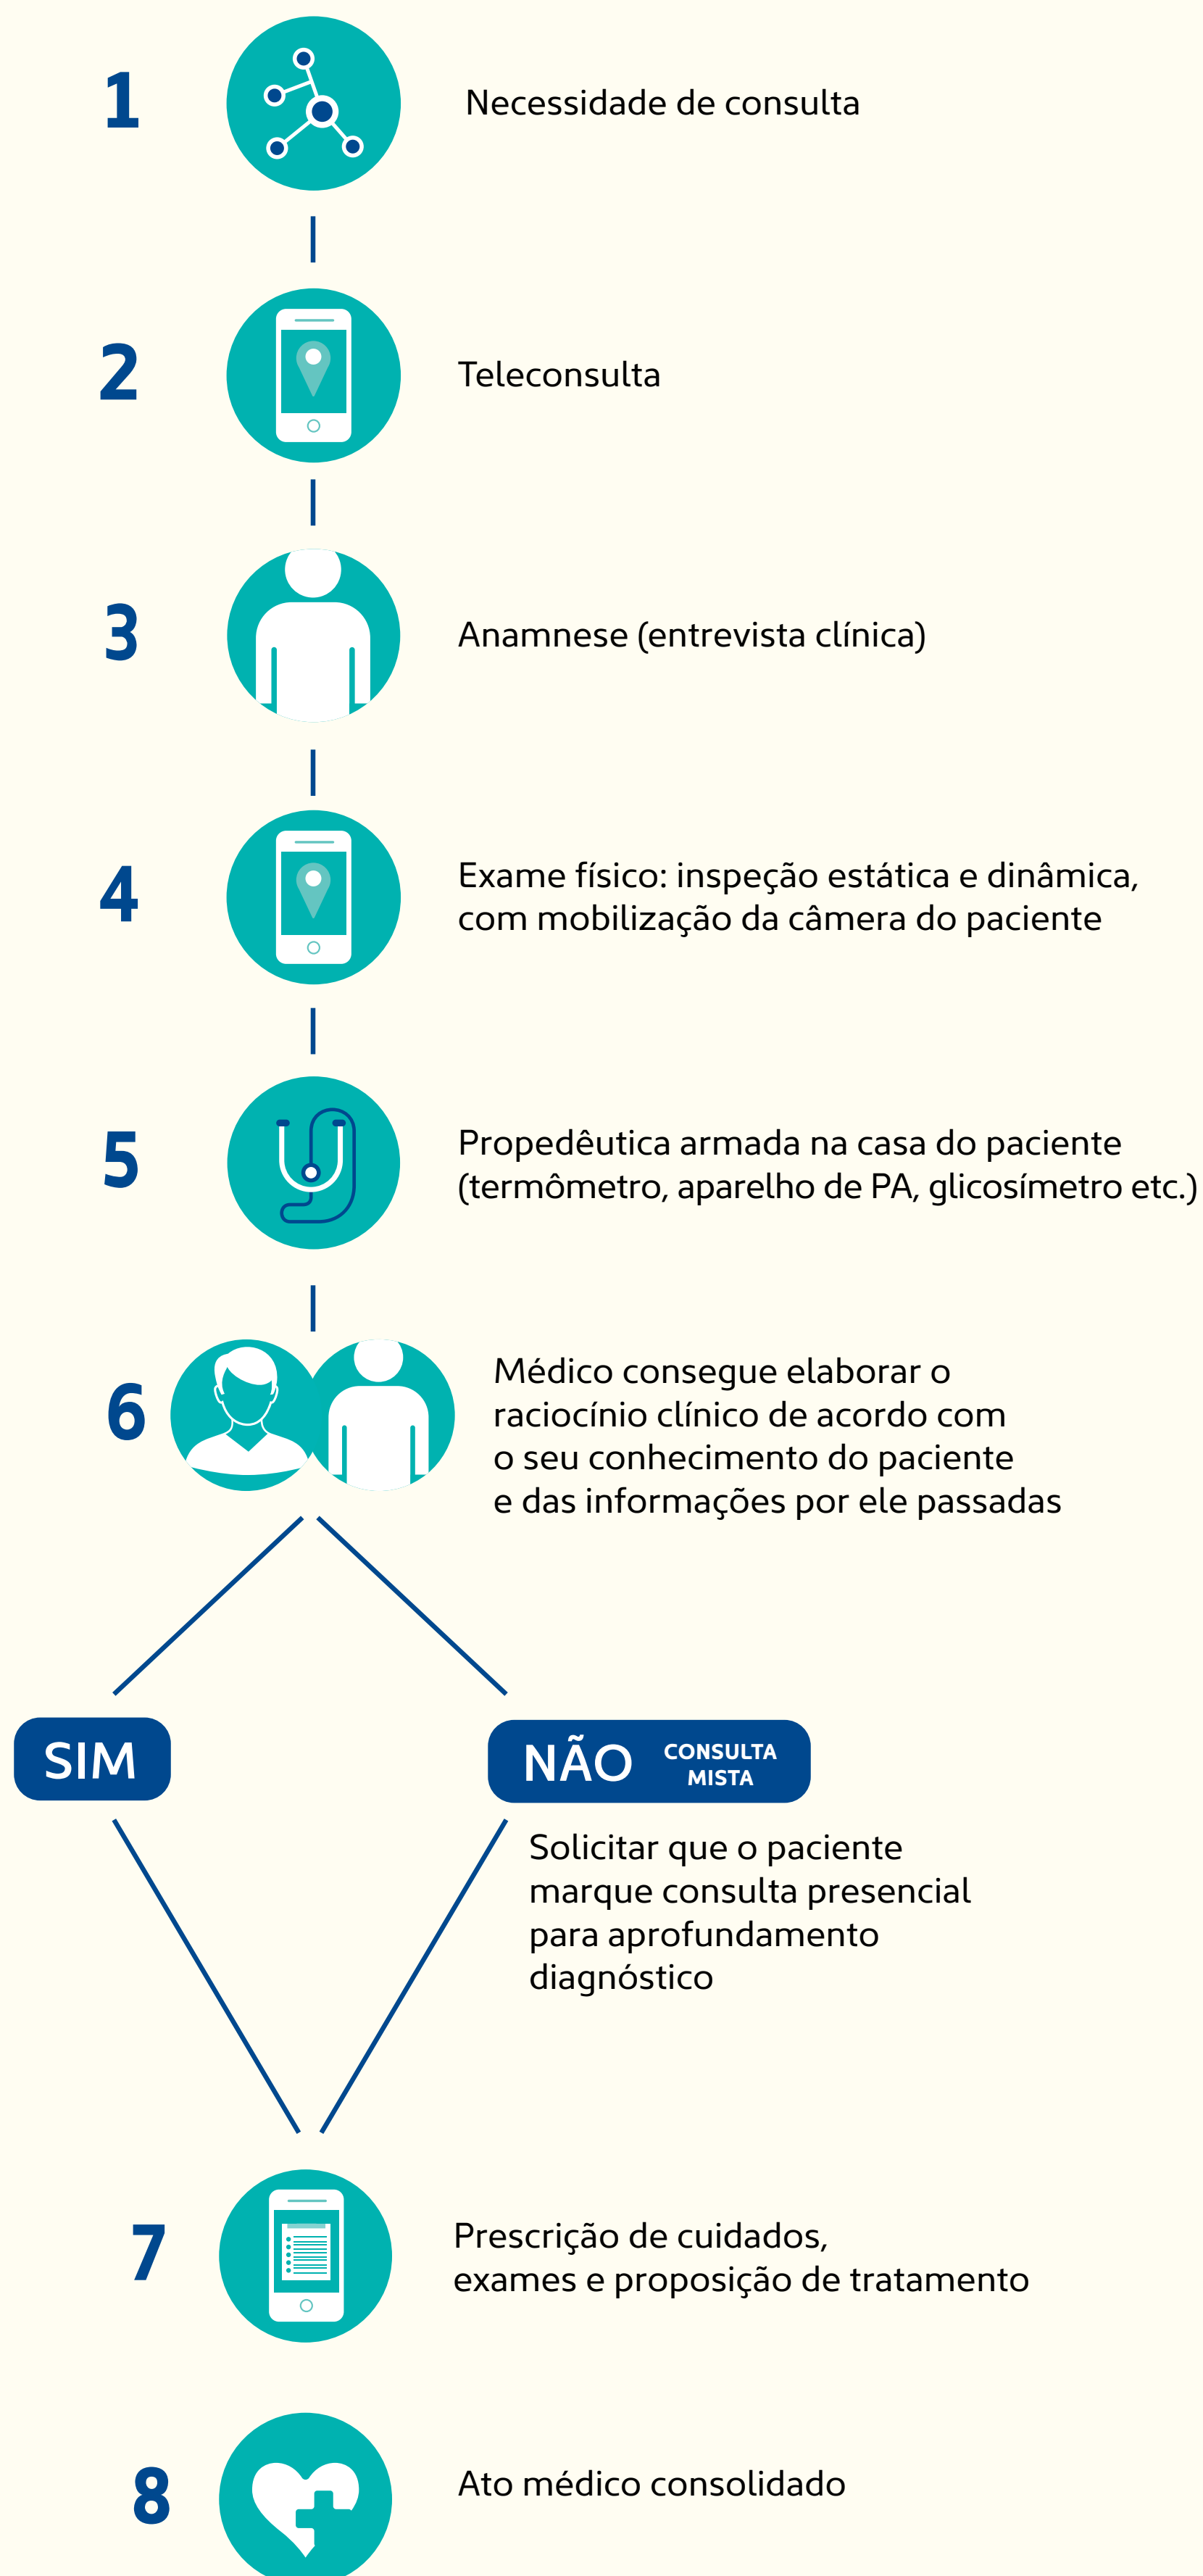 1
Necessidade de consulta
2
Teleconsulta
3
Anamnese (entrevista clínica)
4
Exame físico: inspeção estática e dinâmica,
com mobilização da câmera do paciente
5
Propedêutica armada na casa do paciente
(termômetro, aparelho de PA, glicosímetro etc.)
6
Médico consegue elaborar o
raciocínio clínico de acordo com
o seu conhecimento do paciente
e das informações por ele passadas
SIM
NÃO CONSULTA
MISTA
Solicitar que o paciente
marque consulta presencial
para aprofundamento
diagnóstico
7
Prescrição de cuidados,
exames e proposição de tratamento
8
Ato médico consolidado